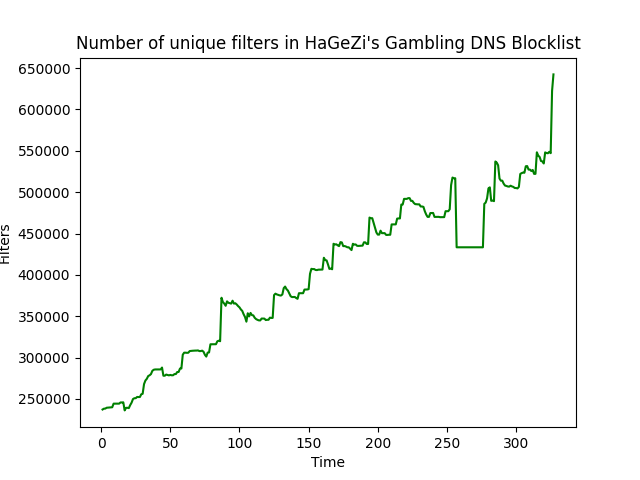 Number of unique filters in HaGeZi's Gambling DNS Blocklist
650000
600000
550000
500000
450000
400000
350000
300000
250000
Filters
0 50 100 150 200 250 300
Time